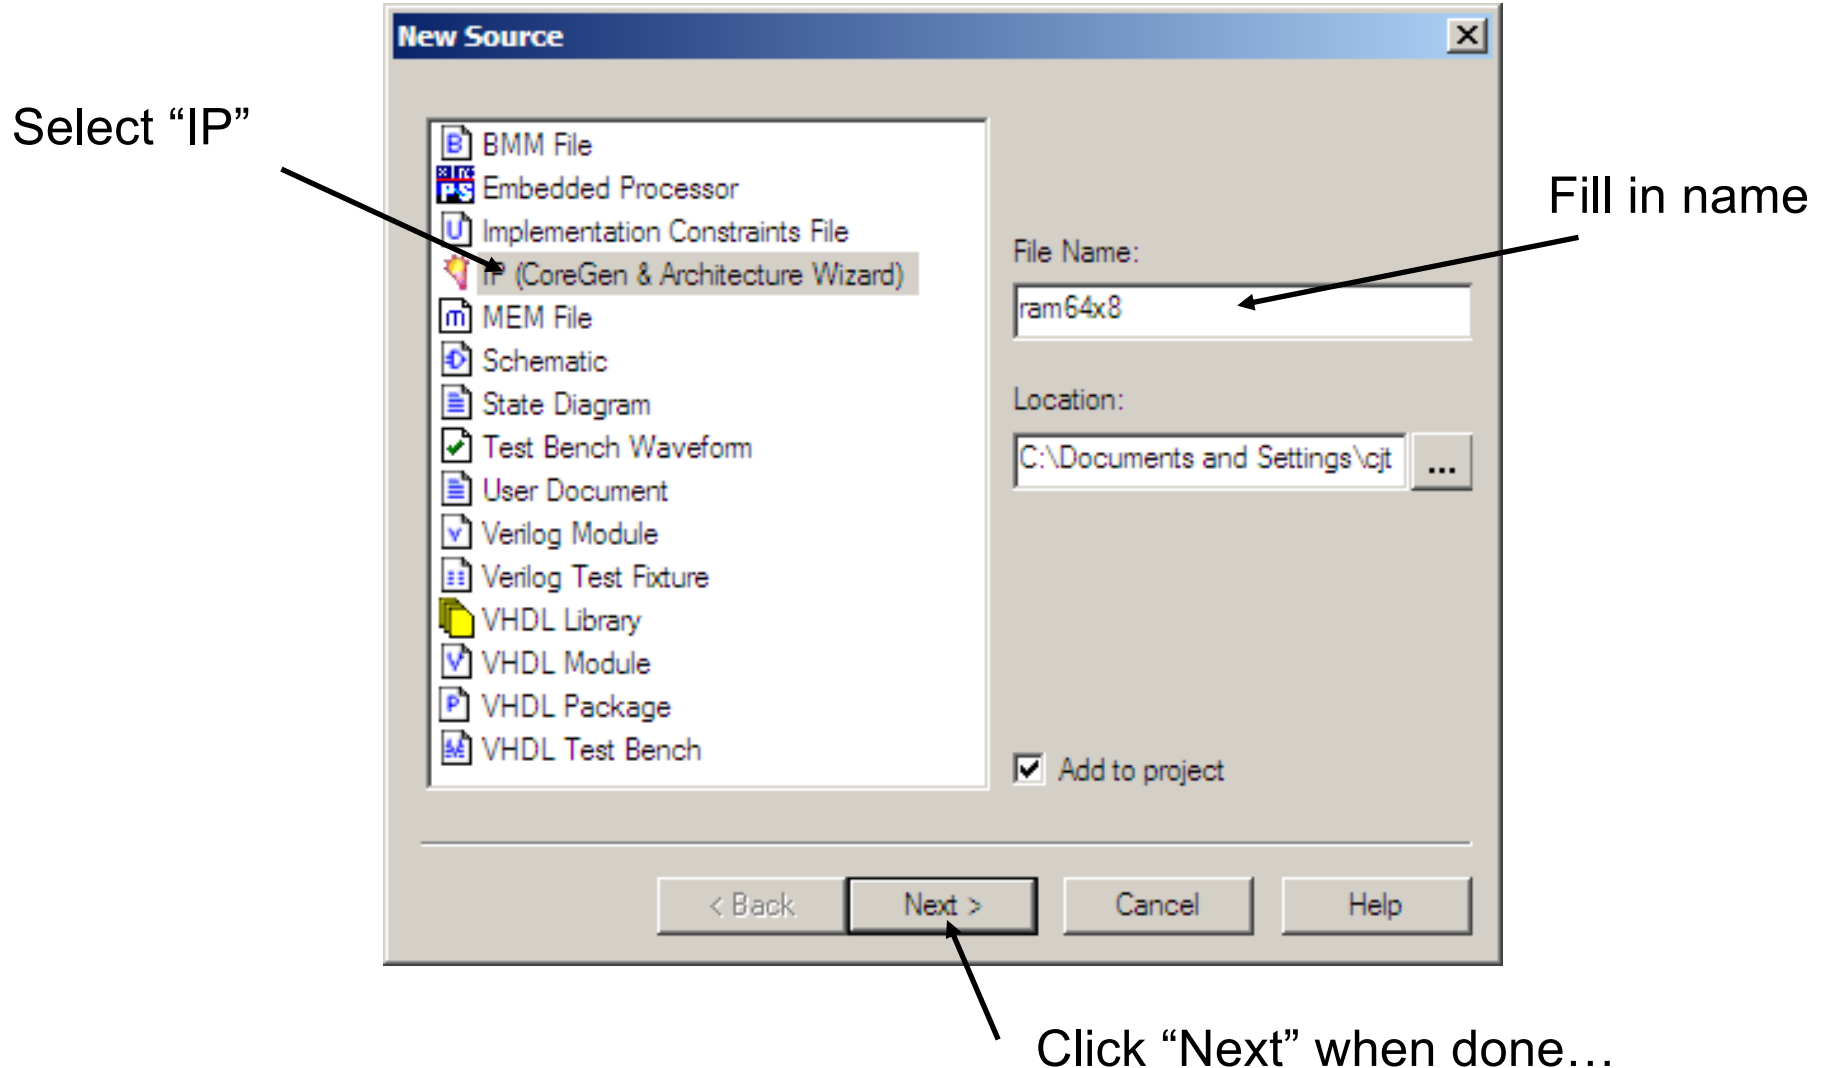 New Source
Select “IP”
BMM File
Embedded Processor
Implementation Constraints File
IP (CoreGen & Architecture Wizard)
MEM File
Schematic
State Diagram
Test Bench Waveform
User Document
Verilog Module
Verilog Test Fixture
VHDL Library
VHDL Module
VHDL Package
VHDL Test Bench
Fill in name
File Name:
ram64x8
Location:
C:\Documents and Settings\cjt
...
Add to project
< Back
Next >
Cancel
Help
Click “Next” when done…